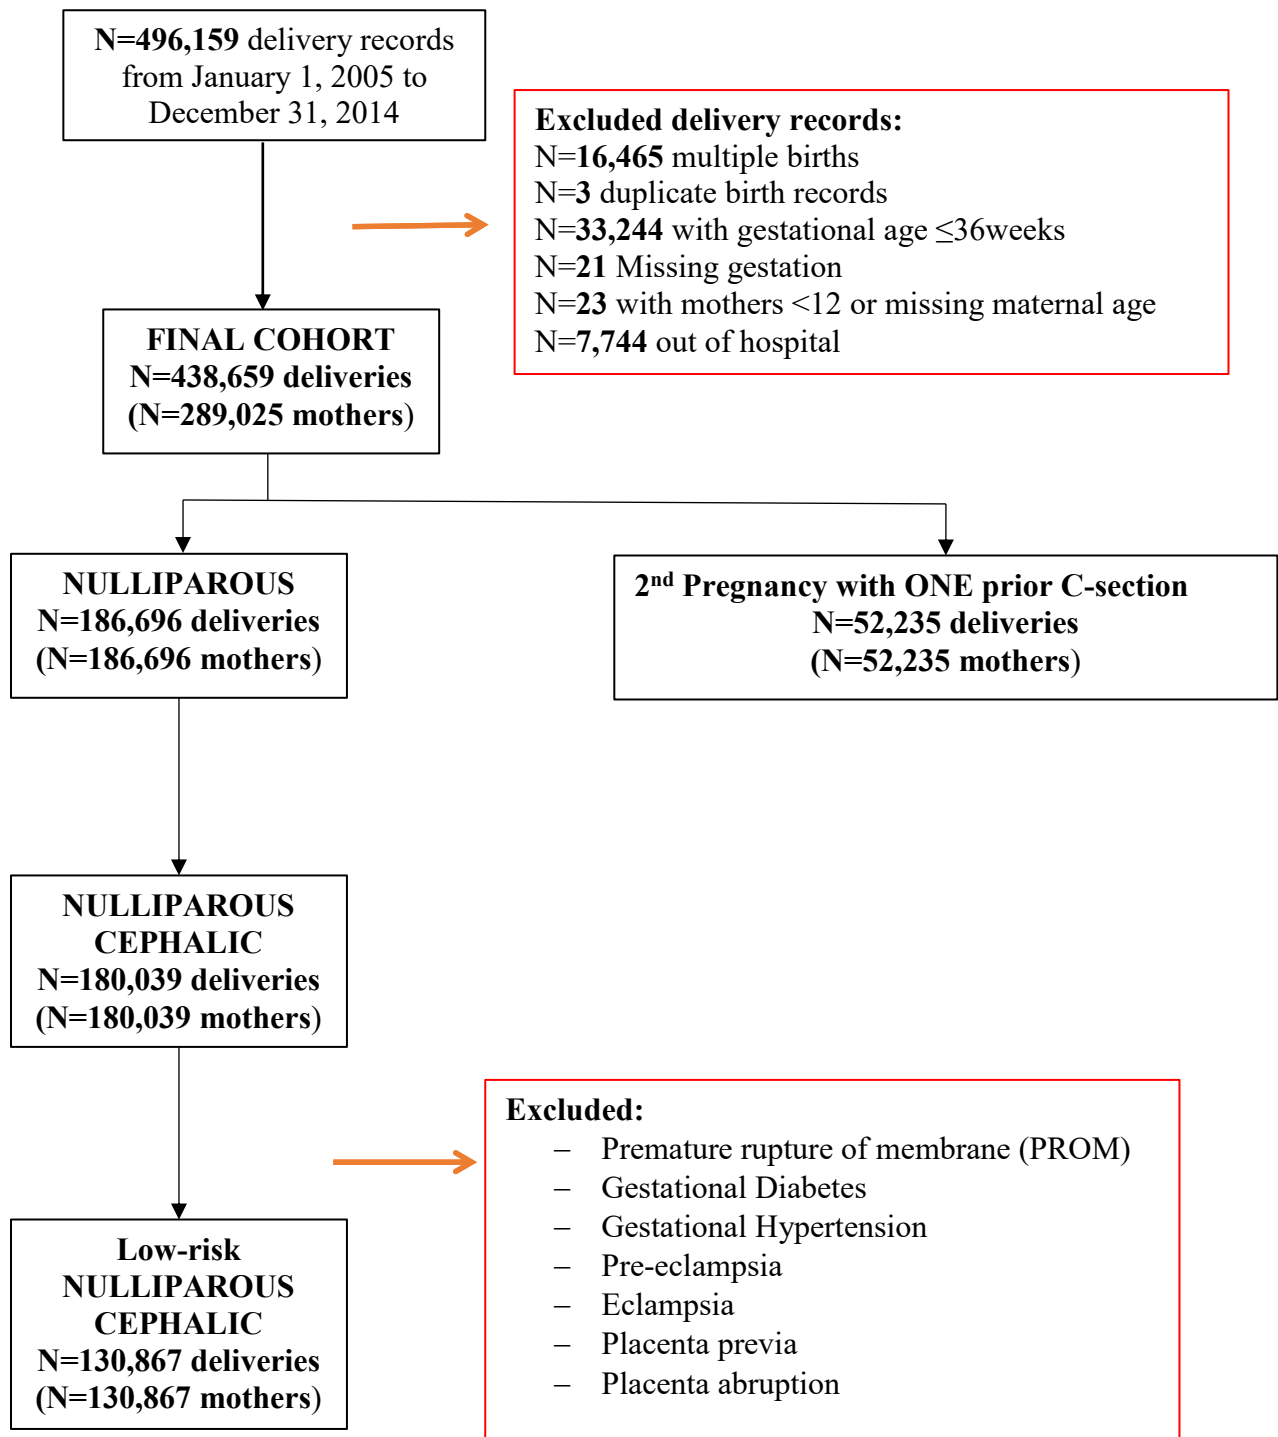 N=496,159 delivery records
from January 1, 2005 to
December 31, 2014
Excluded delivery records:
N=16,465 multiple births
N=3 duplicate birth records
N=33,244 with gestational age ≤36weeks
N=21 Missing gestation
N=23 with mothers <12 or missing maternal age
N=7,744 out of hospital
FINAL COHORT
N=438,659 deliveries
(N=289,025 mothers)
NULLIPAROUS
N=186,696 deliveries
(N=186,696 mothers)
2nd Pregnancy with ONE prior C-section
N=52,235 deliveries
(N=52,235 mothers)
NULLIPAROUS
CEPHALIC
N=180,039 deliveries
(N=180,039 mothers)
Excluded:
– Premature rupture of membrane (PROM)
– Gestational Diabetes
– Gestational Hypertension
– Pre-eclampsia
– Eclampsia
– Placenta previa
– Placenta abruption
Low-risk
NULLIPAROUS
CEPHALIC
N=130,867 deliveries
(N=130,867 mothers)